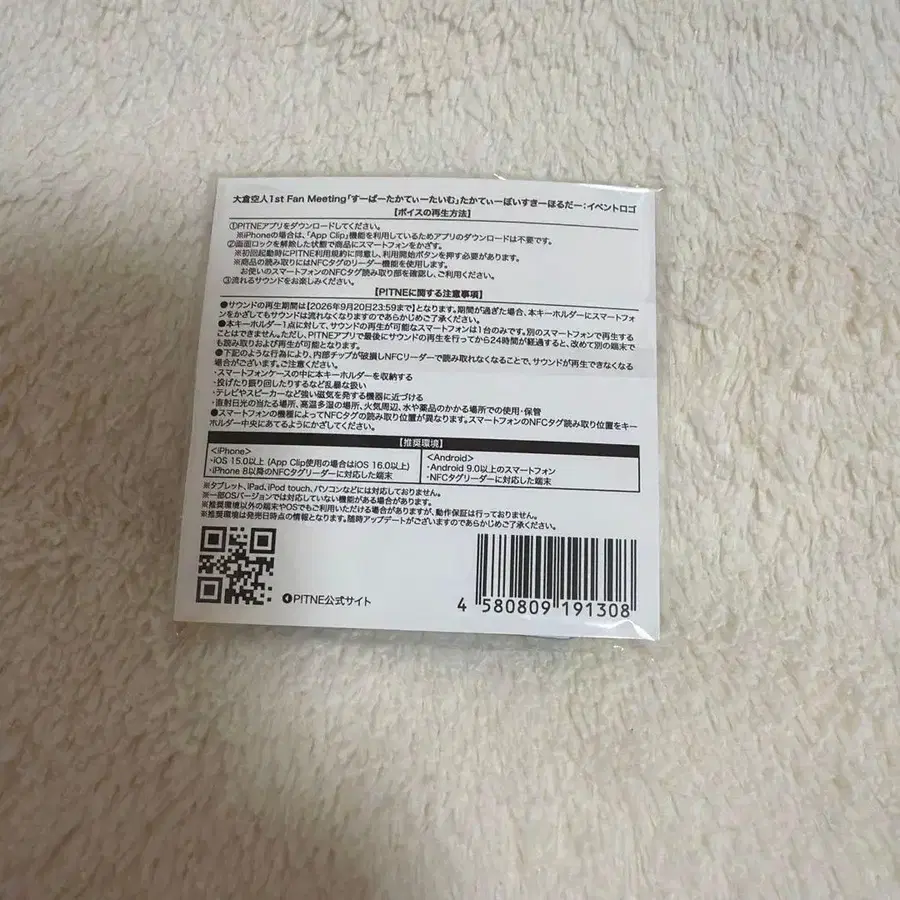 大倉空人1st Fan Meeting「すーぱーたかてぃーたいむ」たかてぃーぼいすきーほるだー：イベントロゴ
【ボイスの再生方法】
①PITNEアプリをダウンロードしてください。
※iPhoneの場合は、「App Clip」機能を利用しているためアプリのダウンロードは不要です。
②画面ロックを解除した状態で商品にスマートフォンをかざす。
※初回起動時にPITNE利用規約に同意し、利用開始ボタンを押す必要があります。
※商品の読み取りにはNFCタグのリーダー機能を使用します。
お使いのスマートフォンのNFCタグ読み取り部を確認し、ご利用ください。
③流れるサウンドをお楽しみください。
【PITNEに関する注意事項】
●サウンドの再生期間は【2026年9月20日23:59まで】となります。期間が過ぎた場合、本キーホルダーにスマートフォ
ンをかざしてもサウンドは流れなくなりますのであらかじめご了承ください。
●本キーホルダー1点に対して、サウンドの再生が可能なスマートフォンは1台のみです。別のスマートフォンで再生する
ことはできません。ただし、PITNEアプリで最後にサウンドの再生を行ってから24時間が経過すると、改めて別の端末で
も読み取りおよび再生が可能となります。
●下記のような行為により、内部チップが破損しNFCリーダーで読み取れなくなることで、サウンドが再生できなくなる
場合がございます。ご注意ください。
・スマートフォンケースの中に本キーホルダーを収納する
・投げたり振り回したりするなど乱暴な扱い
・テレビやスピーカーなど強い磁気を発する機器に近づける
・直射日光の当たる場所、高温多湿の場所、火気周辺、水や薬品のかかる場所での使用・保管
●スマートフォンの機種によってNFCタグの読み取り位置が異なります。スマートフォンのNFCタグ読み取り位置をキー
ホルダー中央にあてるようにかざしてください。
【推奨環境】
＜iPhone＞
・iOS 15.0以上 (App Clip使用の場合はiOS 16.0以上)
・iPhone 8以降のNFCタグリーダーに対応した端末
＜Android＞
・Android 9.0以上のスマートフォン
・NFCタグリーダーに対応した端末
※タブレット、iPad、iPod touch、パソコンなどには対応しておりません。
※一部OSバージョンでは対応していない機能がある場合があります。
※推奨環境以外の端末やOSでもご利用いただける場合がありますが、動作保証は行っておりません。
※推奨環境は発売日時点の情報となります。随時アップデートがございますのであらかじめご了承ください。
PITNE公式サイト
4 580809 191308